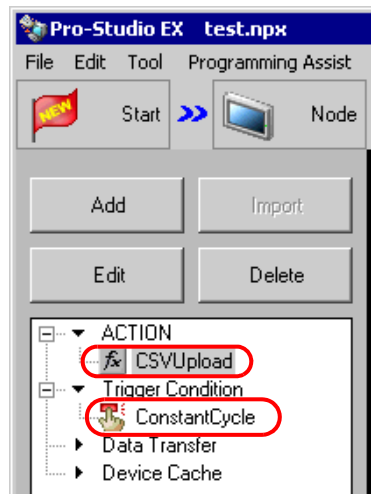 Pro-Studio EX test.npx
File Edit Tool Programming Assist
NEW Start Node
Add Import
Edit Delete
ACTION
fx CSVUpload
Trigger Condition
ConstantCycle
Data Transfer
Device Cache